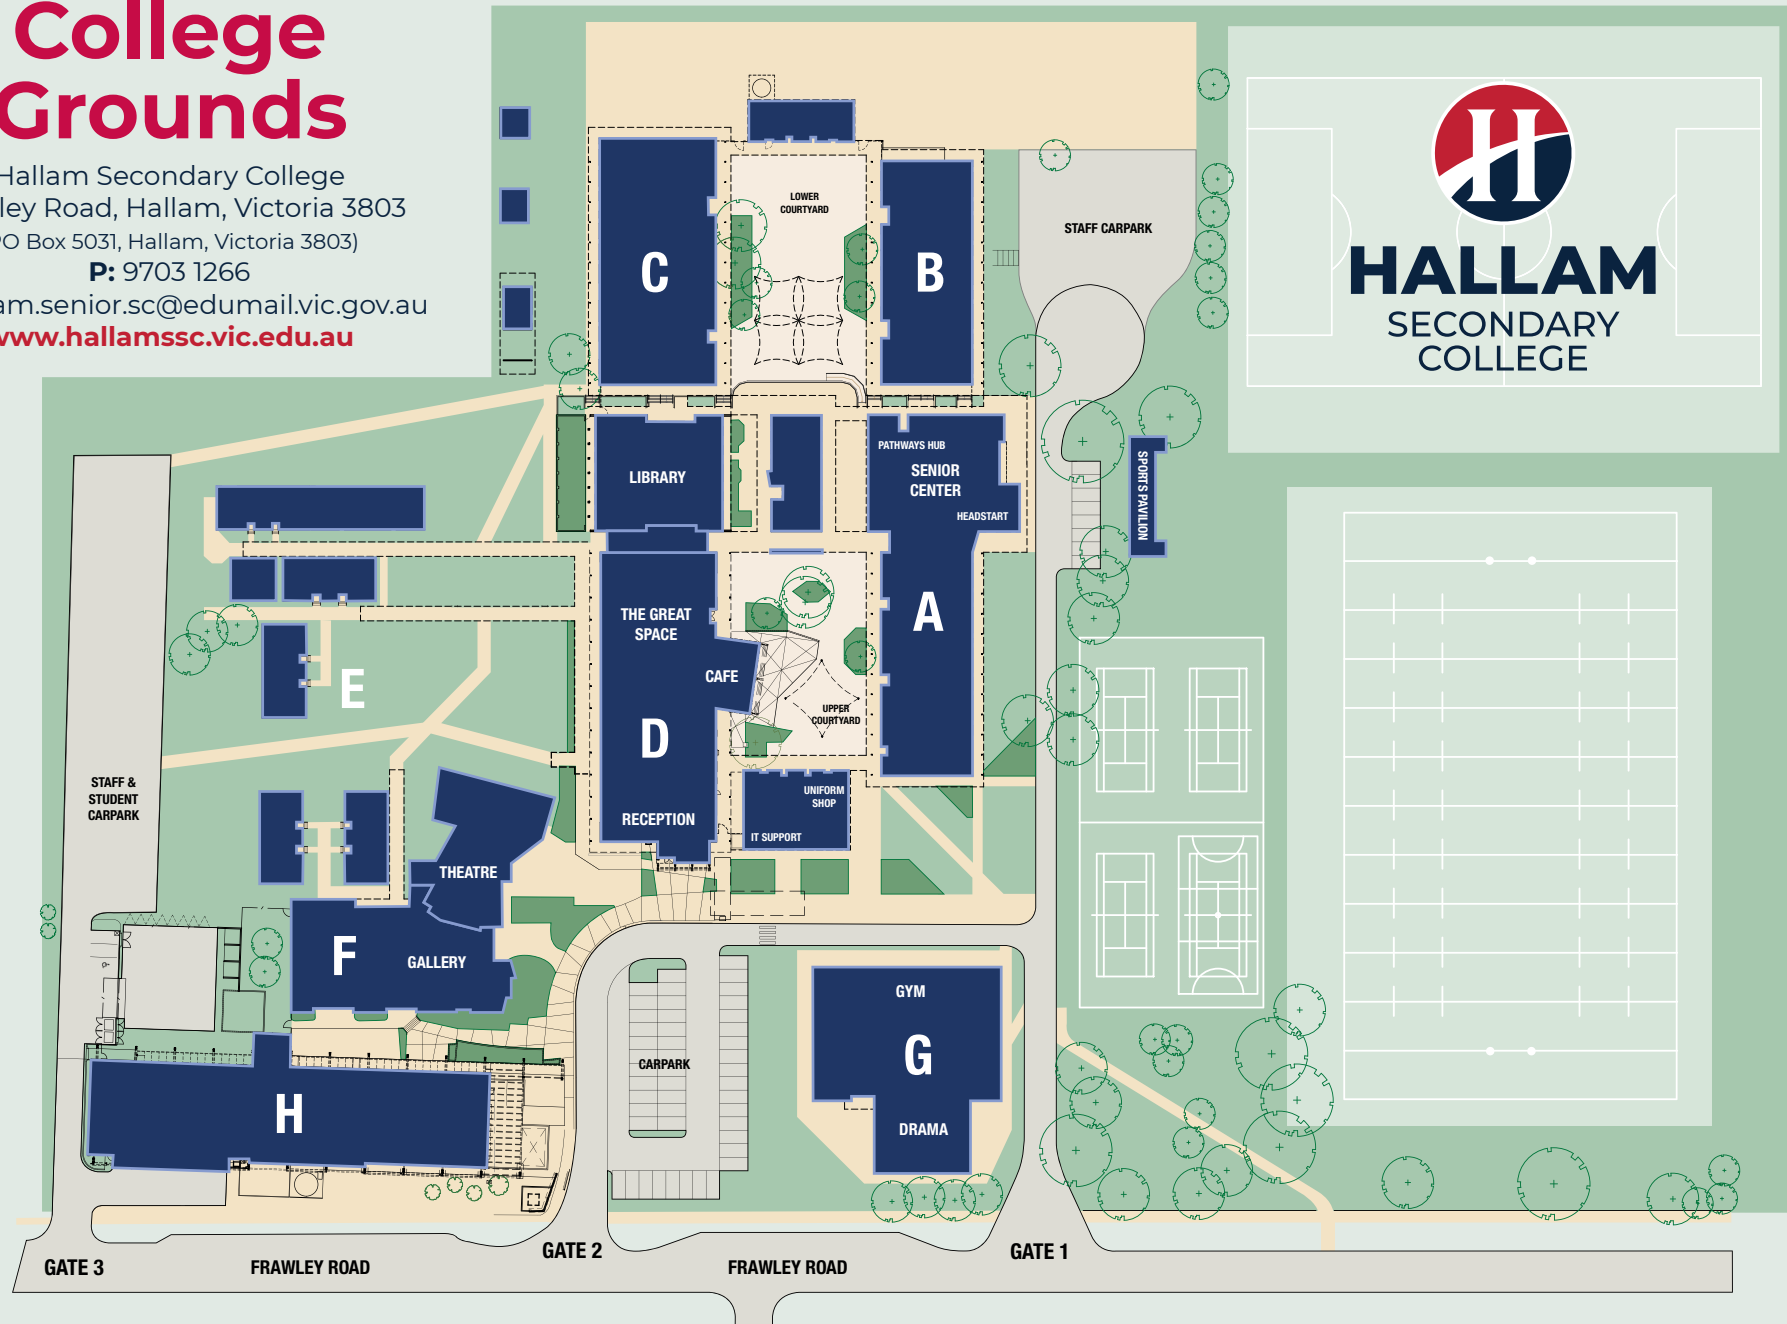 College
Grounds
Hallam Secondary College
ley Road, Hallam, Victoria 3803
PO Box 5031, Hallam, Victoria 3803)
P: 9703 1266
am.senior.sc@edumail.vic.gov.au
www.hallamssc.vic.edu.au
H
HALLAM
SECONDARY
COLLEGE
LOWER
COURTYARD
STAFF CARPARK
C
B
LIBRARY
PATHWAYS HUB
SENIOR
CENTER
HEADSTART
SPORTS PAVILION
THE GREAT
SPACE
A
CAFE
E
UPPER
COURTYARD
D
STAFF &
STUDENT
CARPARK
UNIFORM
SHOP
RECEPTION
IT SUPPORT
THEATRE
F
GALLERY
GYM
G
CARPARK
H
DRAMA
GATE 3
FRAWLEY ROAD
GATE 2
FRAWLEY ROAD
GATE 1